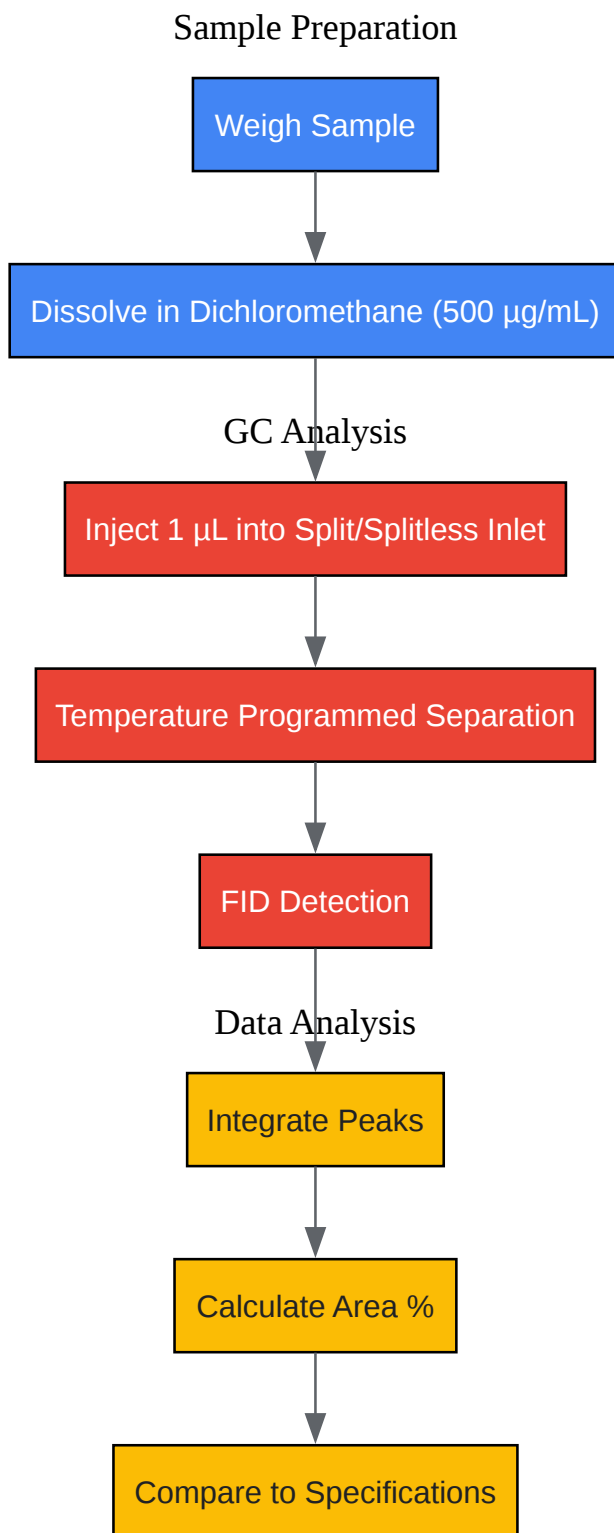 Sample Preparation
Weigh Sample
Dissolve in Dichloromethane (500 µg/mL)
GC Analysis
Inject 1 µL into Split/Splitless Inlet
Temperature Programmed Separation
FID Detection
Data Analysis
Integrate Peaks
Calculate Area %
Compare to Specifications